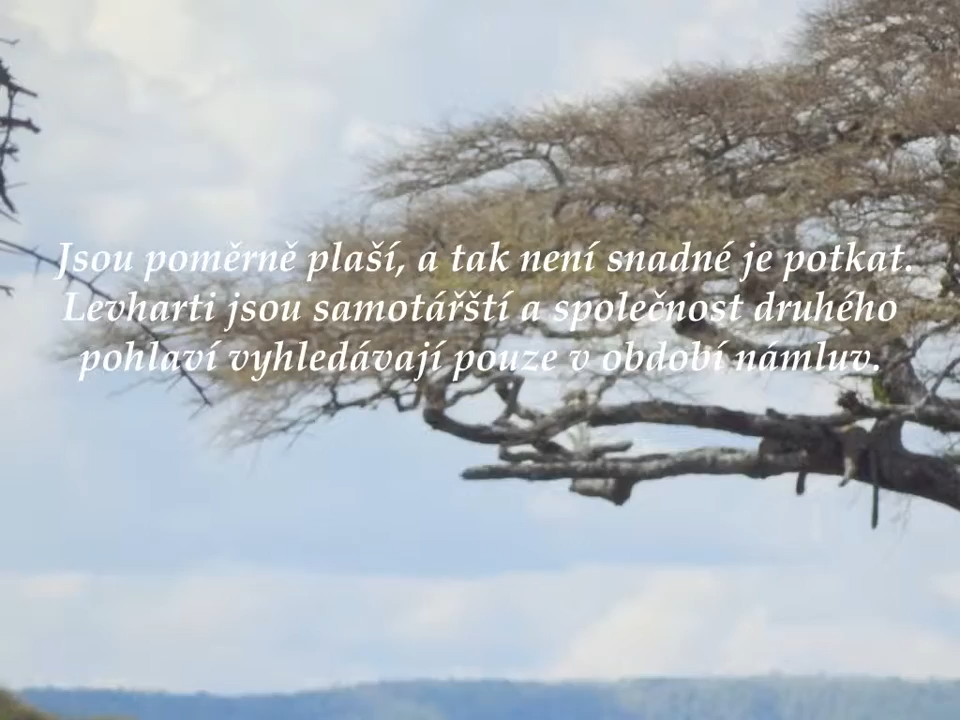 Jsou poměrně plaší, a tak není snadné je potkat.
Levharti jsou samotářští a společnost druhého
pohlaví vyhledávají pouze v období námluv.